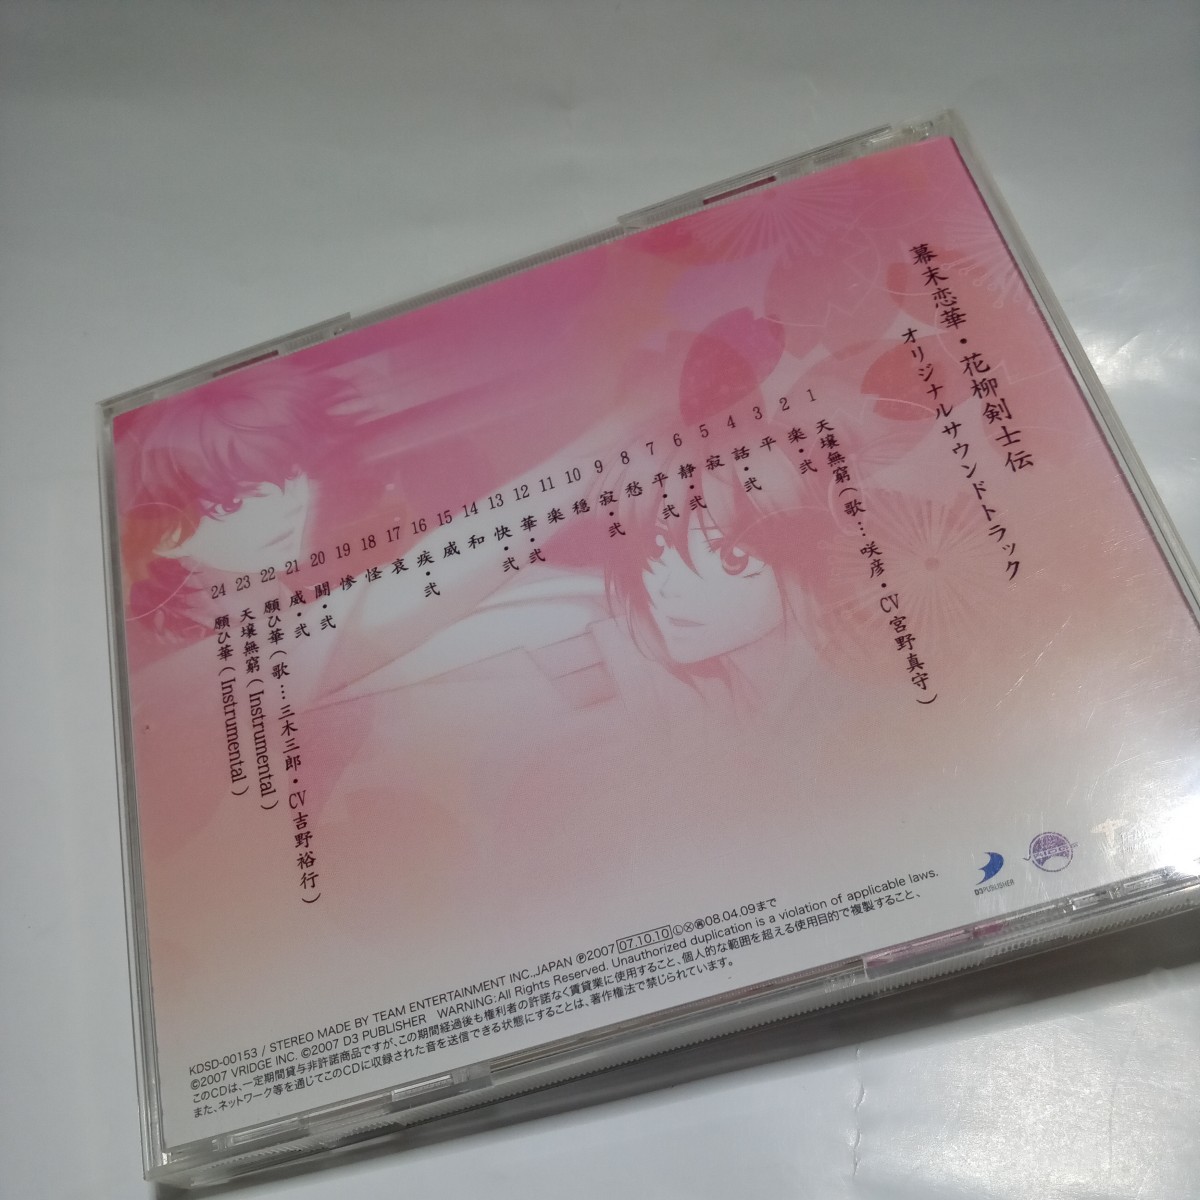 幕末恋華・花柳剣士伝
オリジナルサウンドトラック
1 天壌無窮（歌…咲彦・CV宮野真守）
2 楽・弐
3 平
4 話・弐
5 寂
6 静・弐
7 平・弐
8 愁
9 寂・弐
10 穏
11 楽
12 華・弐
13 快・弐
14 和
15 威
16 疾・弐
17 哀
18 怪
19 惨
20 闘・弐
21 威・弐
22 願ひ華（歌…三木三郎・CV吉野裕行）
23 天壌無窮（Instrumental）
24 願ひ華（Instrumental）
D3PUBLISHER
KDSD-00153 / STEREO MADE BY TEAM ENTERTAINMENT INC.,JAPAN ℗2007 07.10.10 Ⓛ Ⓧ 08.04.09まで
©2007 VRIDGE INC. ©2007 D3 PUBLISHER WARNING:All Rights Reserved. Unauthorized duplication is a violation of applicable laws.
このCDは、一定期間貸与非許諾商品ですが、この期間経過後も権利者の許諾なく賃貸業に使用すること、個人的な範囲を超える使用目的で複製すること、
また、ネットワーク等を通じてこのCDに収録された音を送信できる状態にすることは、著作権法で禁じられています。